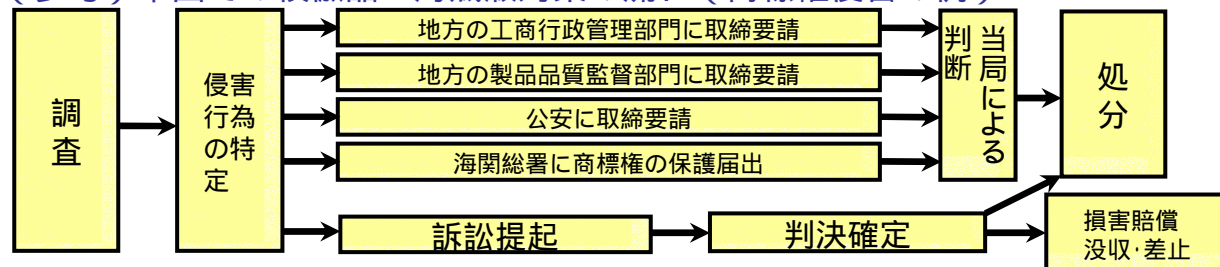 調査
侵害
行為
の特
定
地方の工商行政管理部門に取締要請
地方の製品品質監督部門に取締要請
公安に取締要請
海関総署に商標権の保護届出
当局による
判断
処分
訴訟提起
判決確定
損害賠償
没収･差止